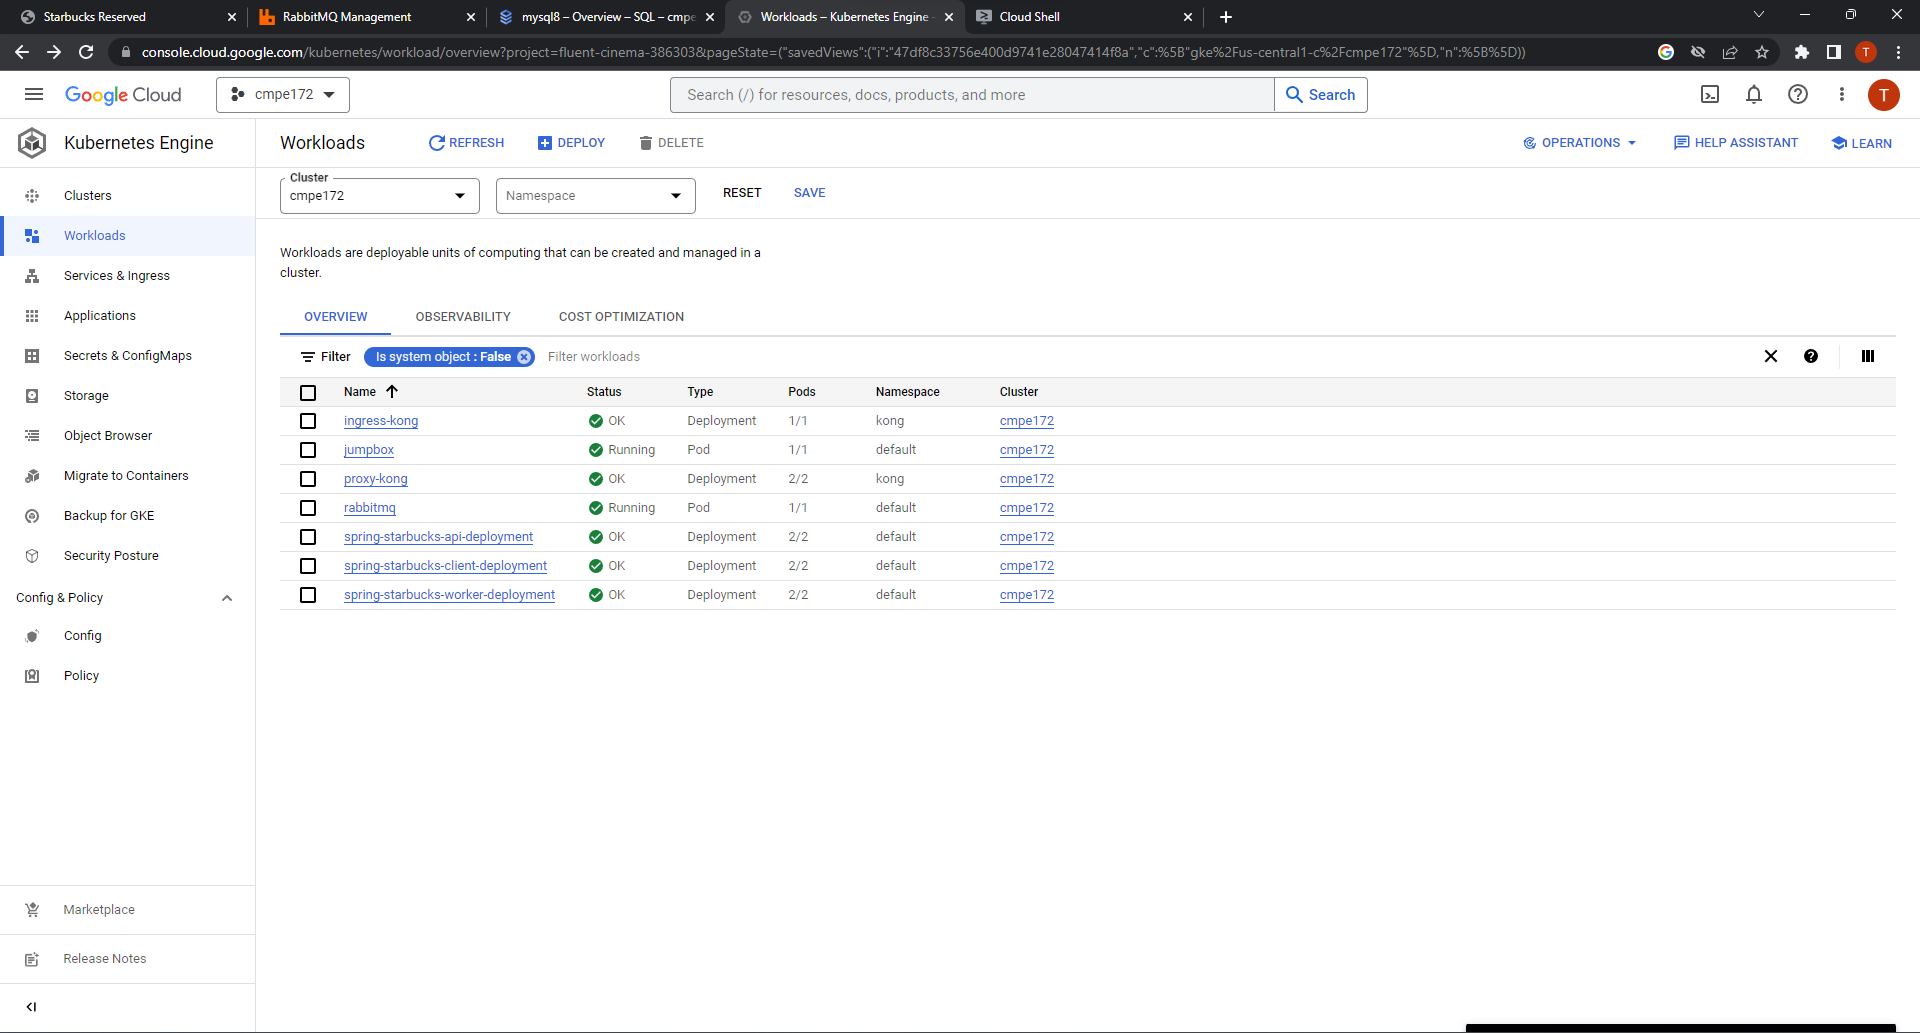 Starbucks Reserved
RabbitMQ Management
mysql8 – Overview – SQL – cmpe
Workloads – Kubernetes Engine –
Cloud Shell
console.cloud.google.com/kubernetes/workload/overview?project=fluent-cinema-386303&pageState=("savedViews":("i":"47df8c33756e400d9741e28047414f8a","c":%5B"gke%2Fus-central1-c%2Fcmpe172"%5D,"n":%5B%5D))
T
Google Cloud
cmpe172
Search (/) for resources, docs, products, and more
Search
T
Kubernetes Engine
Workloads
REFRESH
DEPLOY
DELETE
OPERATIONS
HELP ASSISTANT
LEARN
Clusters
Workloads
Services & Ingress
Applications
Secrets & ConfigMaps
Storage
Object Browser
Migrate to Containers
Backup for GKE
Security Posture
Config & Policy
Config
Policy
Marketplace
Release Notes
Cluster
cmpe172
Namespace
RESET
SAVE
Workloads are deployable units of computing that can be created and managed in a
cluster.
OVERVIEW
OBSERVABILITY
COST OPTIMIZATION
Filter
Is system object : False
Filter workloads
Name Status Type Pods Namespace Cluster
ingress-kong OK Deployment 1/1 kong cmpe172
jumpbox Running Pod 1/1 default cmpe172
proxy-kong OK Deployment 2/2 kong cmpe172
rabbitmq Running Pod 1/1 default cmpe172
spring-starbucks-api-deployment OK Deployment 2/2 default cmpe172
spring-starbucks-client-deployment OK Deployment 2/2 default cmpe172
spring-starbucks-worker-deployment OK Deployment 2/2 default cmpe172